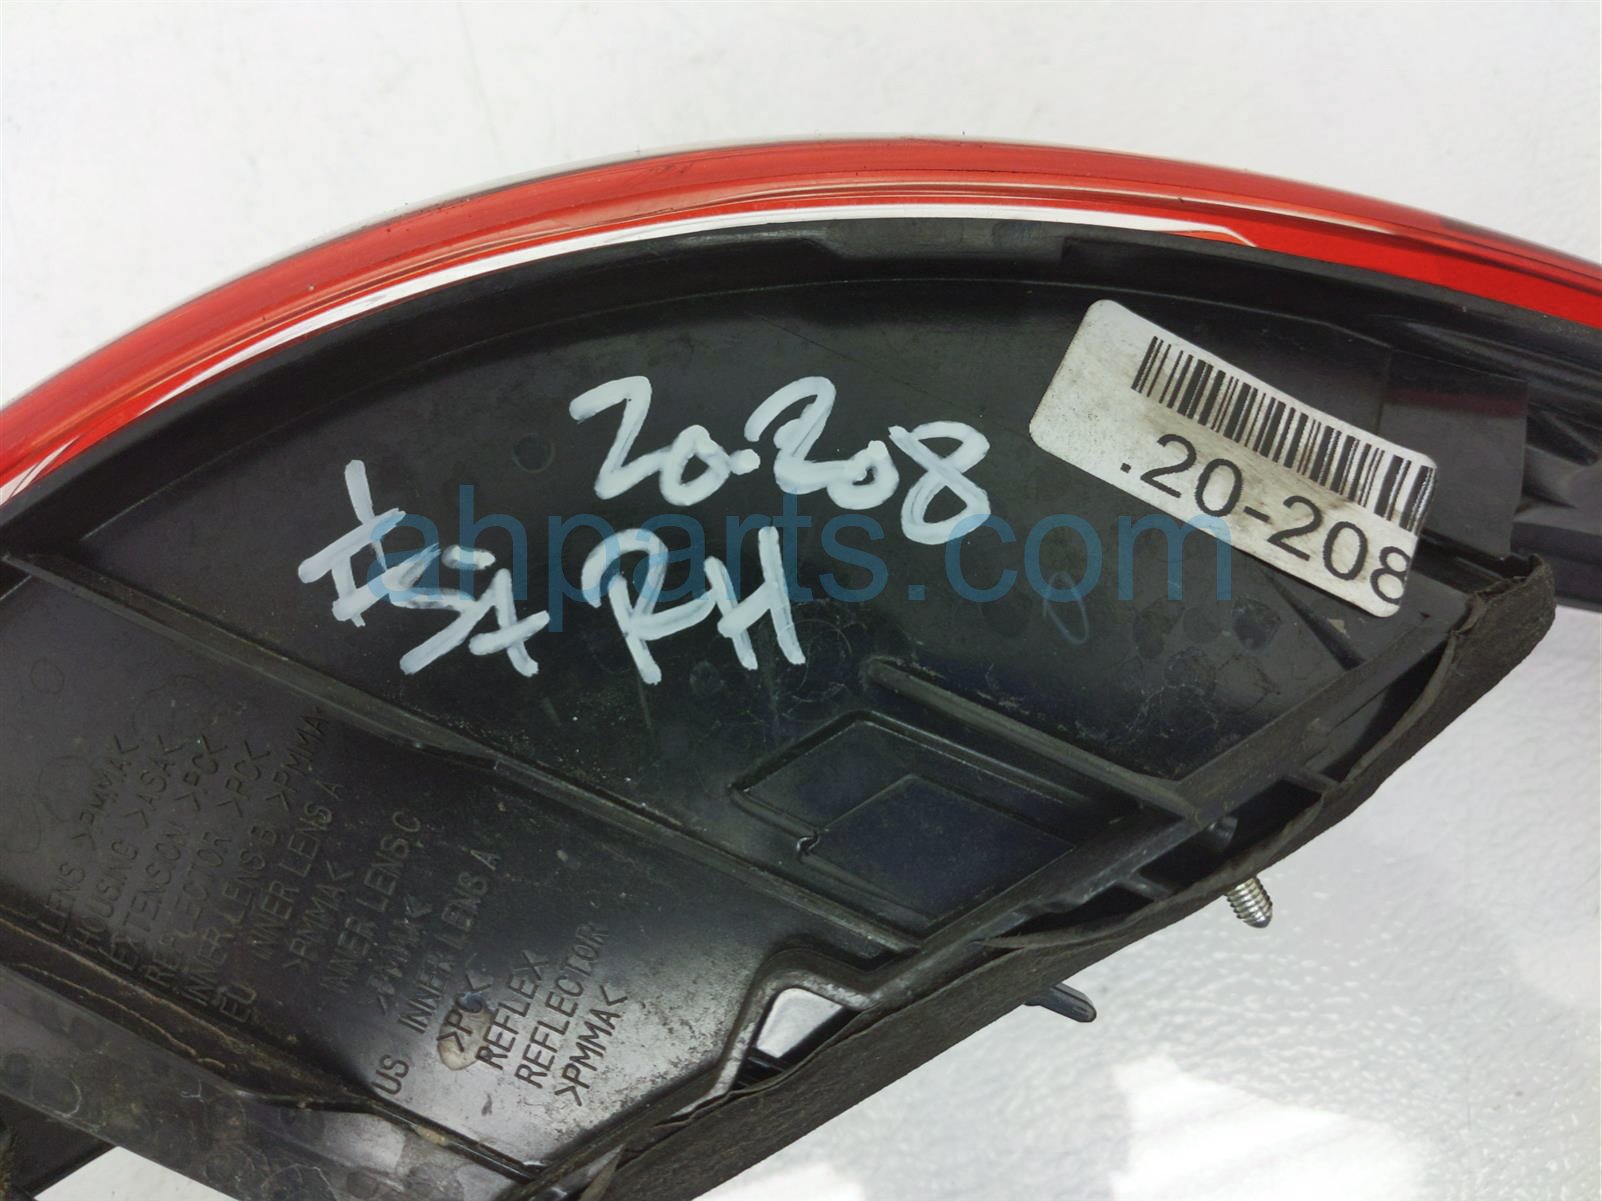 20.208
RH
.20-208
ahparts.com
LENS >PMMA<
HOUSING >ASA<
EXTENSION >PC<
REFLECTOR >PC<
INNER LENS B >PMMA<
EU INNER LENS A
>PMMA<
INNER LENS C
>PMMA<
US INNER LENS A
>PC<
REFLEX
REFLECTOR
>PMMA<